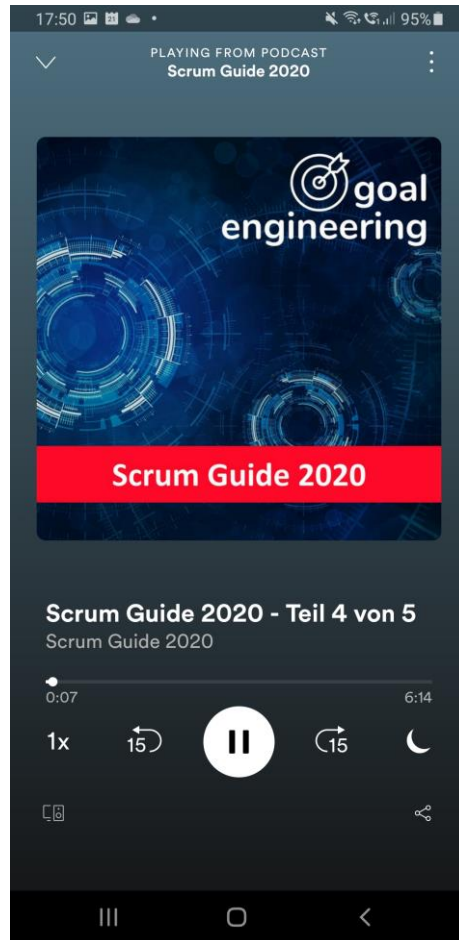 17:50
95%
PLAYING FROM PODCAST
Scrum Guide 2020
goal
engineering
Scrum Guide 2020
Scrum Guide 2020 - Teil 4 von 5
Scrum Guide 2020
0:07
6:14
1x
15
15